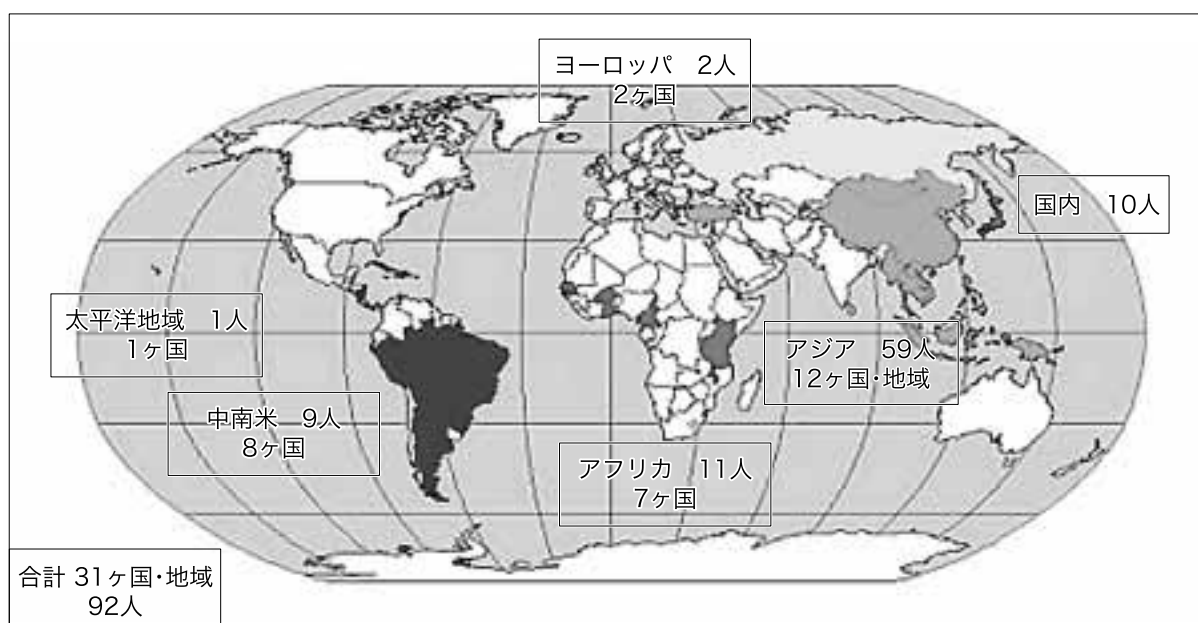 ヨーロッパ　2人
2ヶ国
国内　10人
太平洋地域　1人
1ヶ国
アジア　59人
12ヶ国･地域
中南米　9人
8ヶ国
アフリカ　11人
7ヶ国
合計 31ヶ国･地域
92人